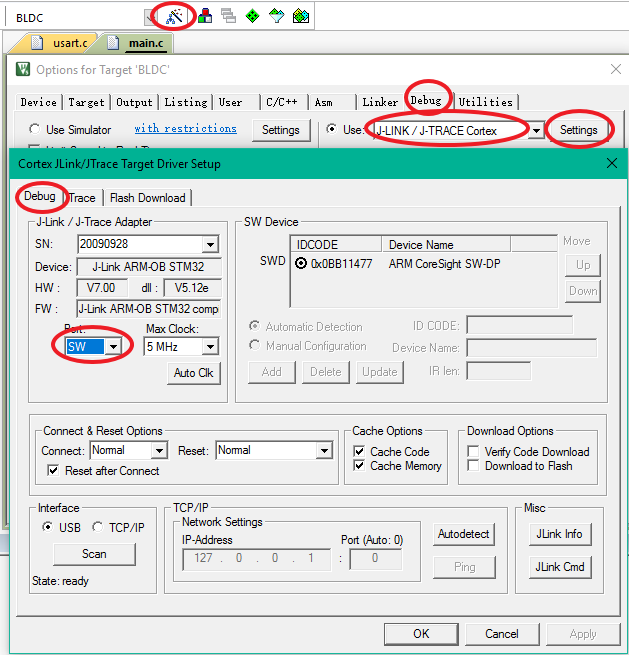 BLDC
usart.c main.c
Options for Target 'BLDC'
Device Target Output Listing User C/C++ Asm Linker Debug Utilities
Use Simulator with restrictions Settings Use: J-LINK / J-TRACE Cortex Settings
Cortex JLink/JTrace Target Driver Setup
Debug Trace Flash Download
J-Link / J-Trace Adapter
SN: 20090928
Device: J-Link ARM-OB STM32
HW : V7.00 dll : V5.12e
FW : J-Link ARM-OB STM32 comp
Port: Max Clock:
SW 5 MHz
Auto Clk
SW Device
IDCODE Device Name Move
SWD 0x0BB11477 ARM CoreSight SW-DP Up
Down
Automatic Detection ID CODE:
Manual Configuration Device Name:
Add Delete Update IR len:
Connect & Reset Options
Connect: Normal Reset: Normal
Reset after Connect
Cache Options
Cache Code
Cache Memory
Download Options
Verify Code Download
Download to Flash
Interface
USB TCP/IP
Scan
State: ready
TCP/IP
Network Settings
IP-Address Port (Auto: 0)
127 . 0 . 0 . 1 : 0
Autodetect
Ping
Misc
JLink Info
JLink Cmd
OK Cancel Apply